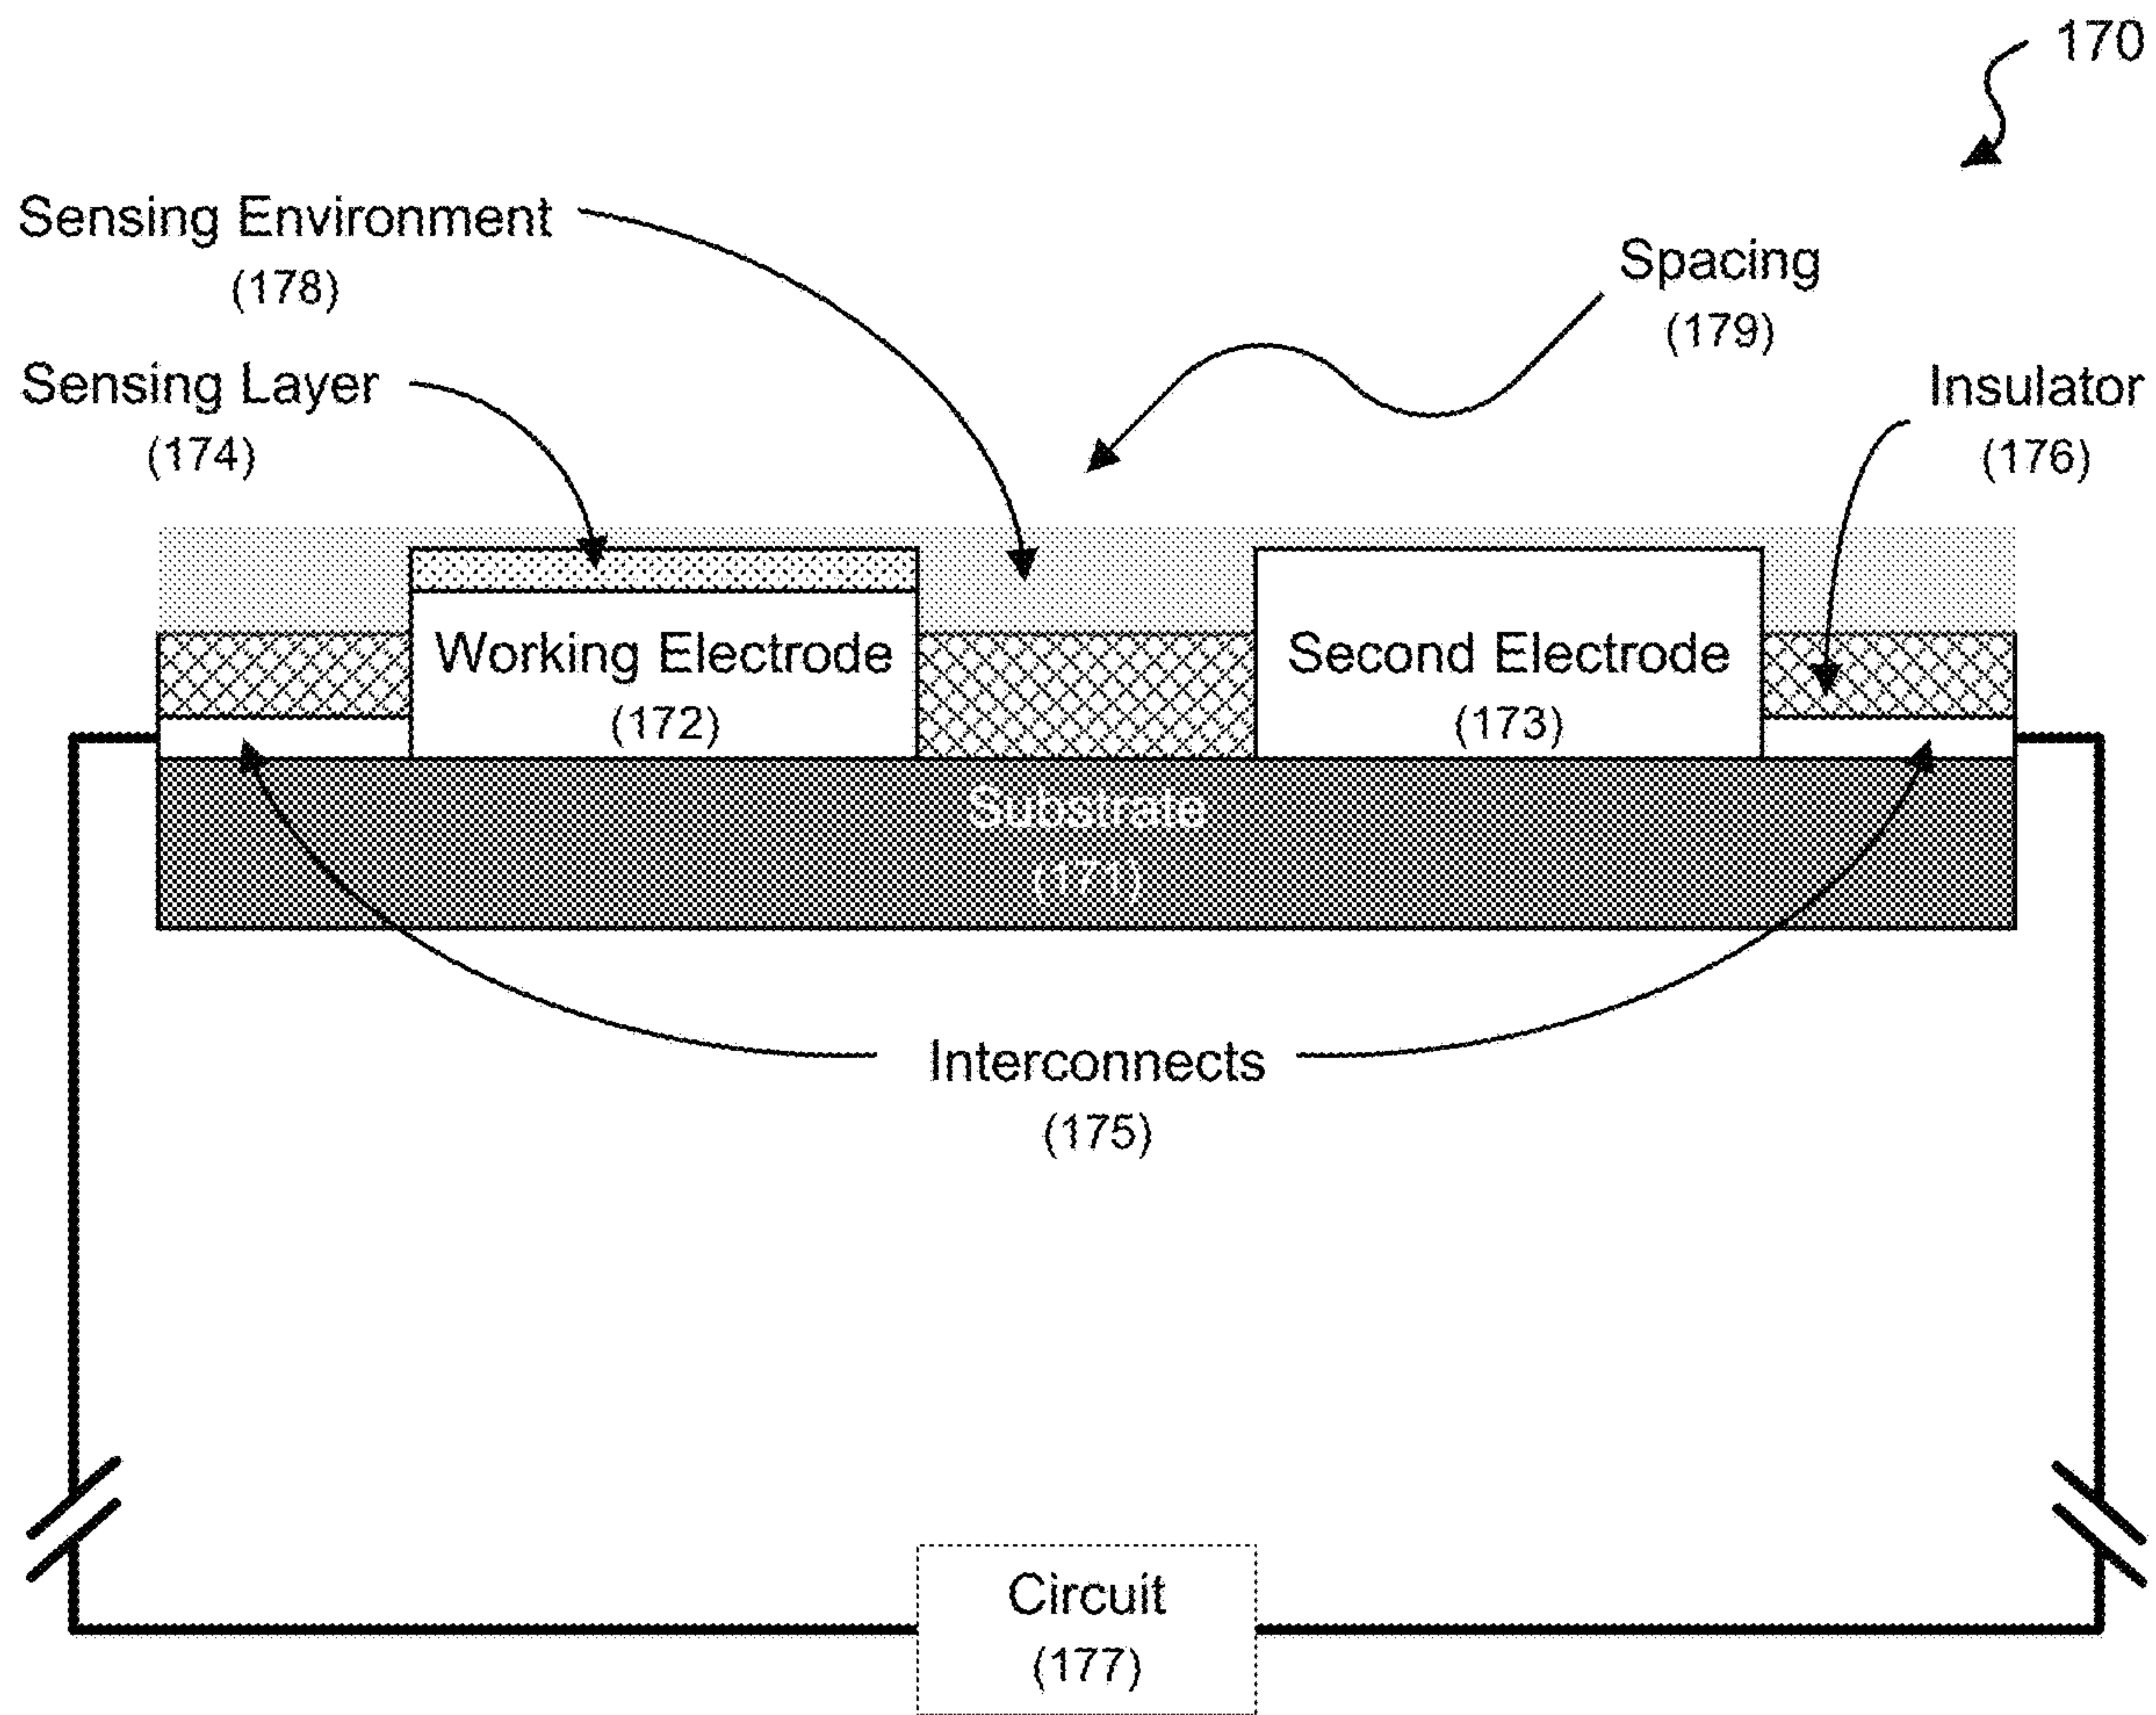 170
Sensing Environment
(178)
Spacing
(179)
Sensing Layer
(174)
Insulator
(176)
Working Electrode
(172)
Second Electrode
(173)
Substrate
(171)
Interconnects
(175)
Circuit
(177)